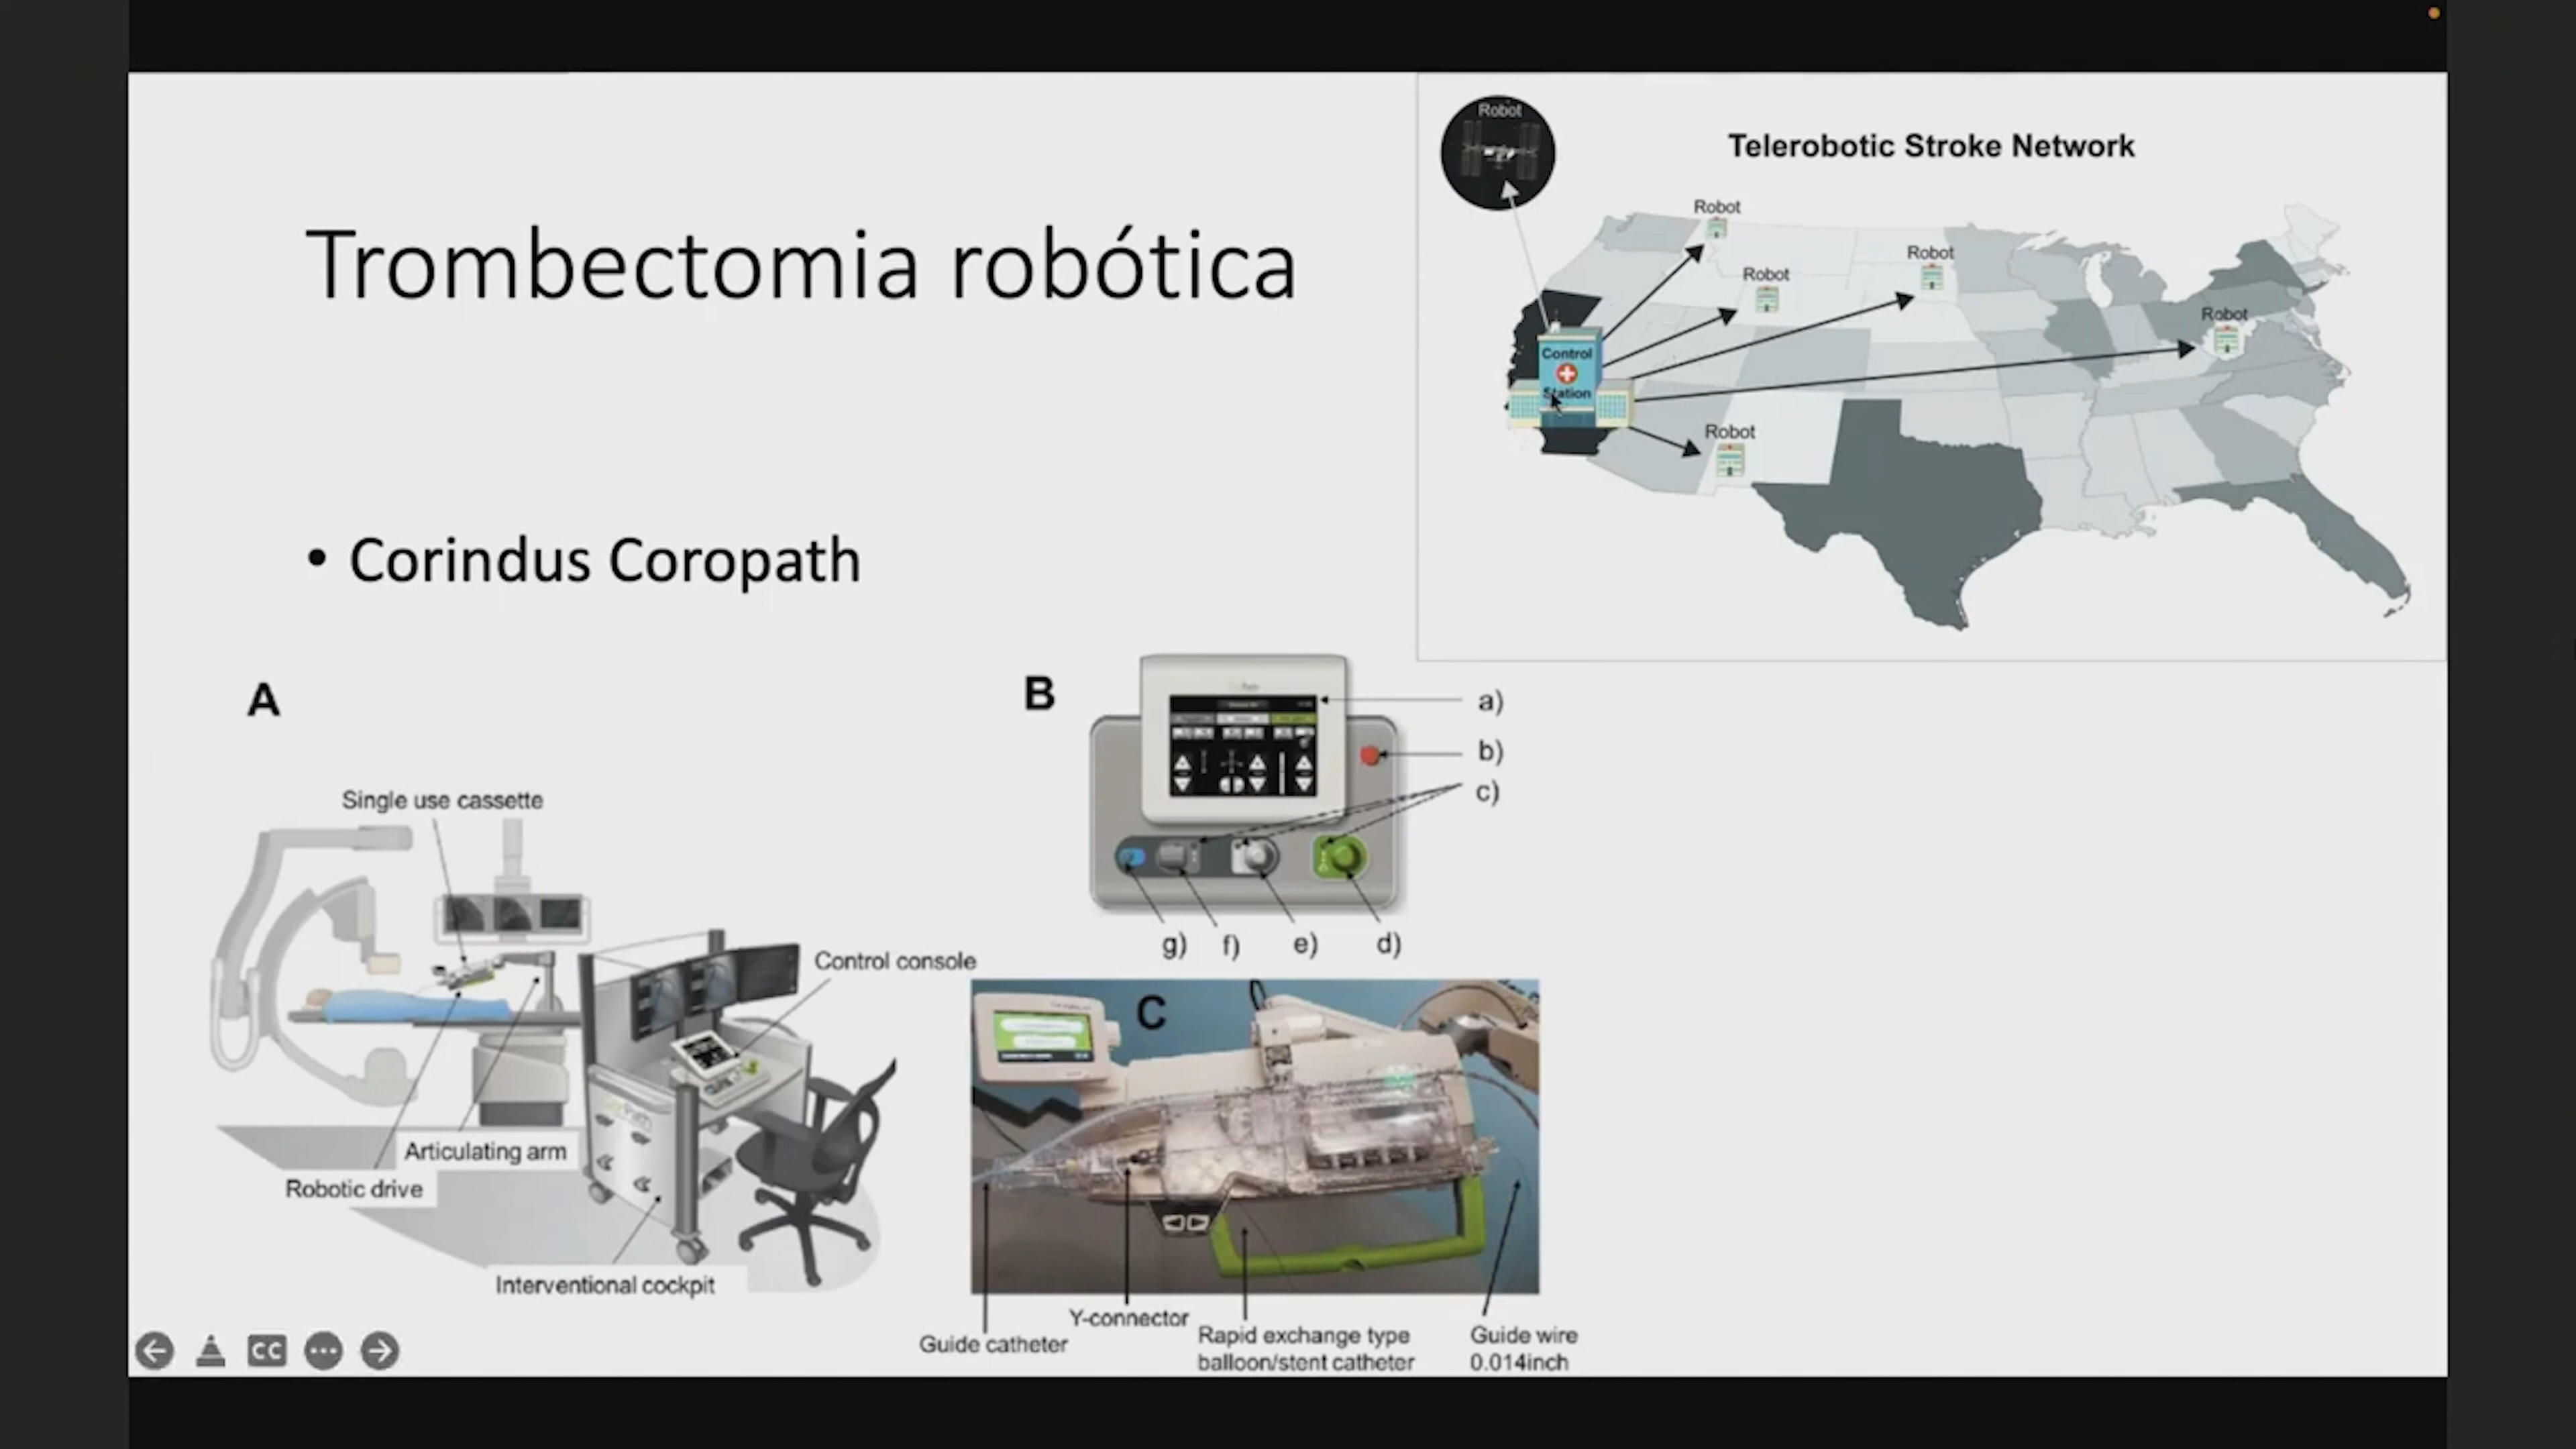 Trombectomia robótica
• Corindus Coropath
Telerobotic Stroke Network
Robot
Robot
Robot
Robot
Robot
Robot
Control
Station
A
Single use cassette
Control console
Articulating arm
Robotic drive
Interventional cockpit
B
a)
b)
c)
g) f) e) d)
C
Guide catheter
Y-connector
Rapid exchange type
balloon/stent catheter
Guide wire
0.014inch
CC